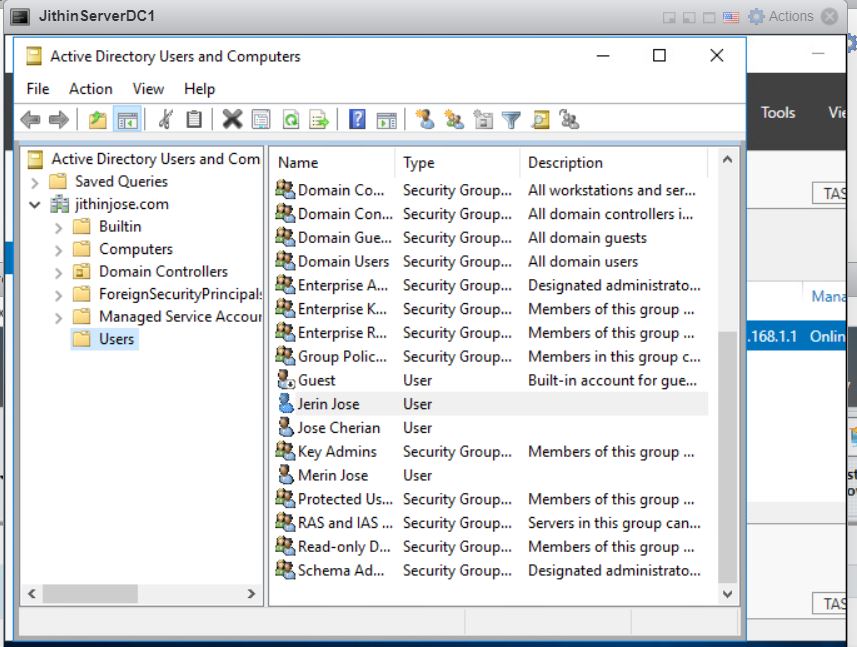 JithinServerDC1
Actions
Active Directory Users and Computers
File Action View Help
Tools
Active Directory Users and Com
Saved Queries
jithinjose.com
Builtin
Computers
Domain Controllers
ForeignSecurityPrincipals
Managed Service Accour
Users
Name Type Description
Domain Co... Security Group... All workstations and ser...
Domain Con... Security Group... All domain controllers i...
Domain Gue... Security Group... All domain guests
Domain Users Security Group... All domain users
Enterprise A... Security Group... Designated administrato...
Enterprise K... Security Group... Members of this group ...
Enterprise R... Security Group... Members of this group ...
Group Polic... Security Group... Members in this group c...
Guest User Built-in account for gue...
Jerin Jose User
Jose Cherian User
Key Admins Security Group... Members of this group ...
Merin Jose User
Protected Us... Security Group... Members of this group ...
RAS and IAS ... Security Group... Servers in this group can...
Read-only D... Security Group... Members of this group ...
Schema Ad... Security Group... Designated administrato...
TAS
Mana
.168.1.1 Onlin
TAS